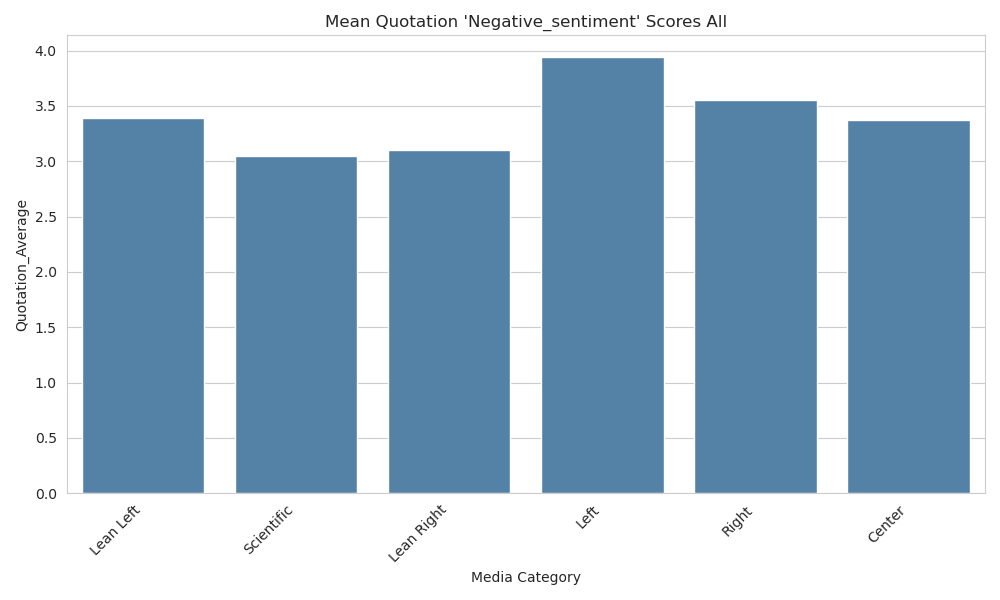 Mean Quotation 'Negative_sentiment' Scores All
Quotation_Average
4.0
3.5
3.0
2.5
2.0
1.5
1.0
0.5
0.0
Lean Left
Scientific
Lean Right
Left
Right
Center
Media Category